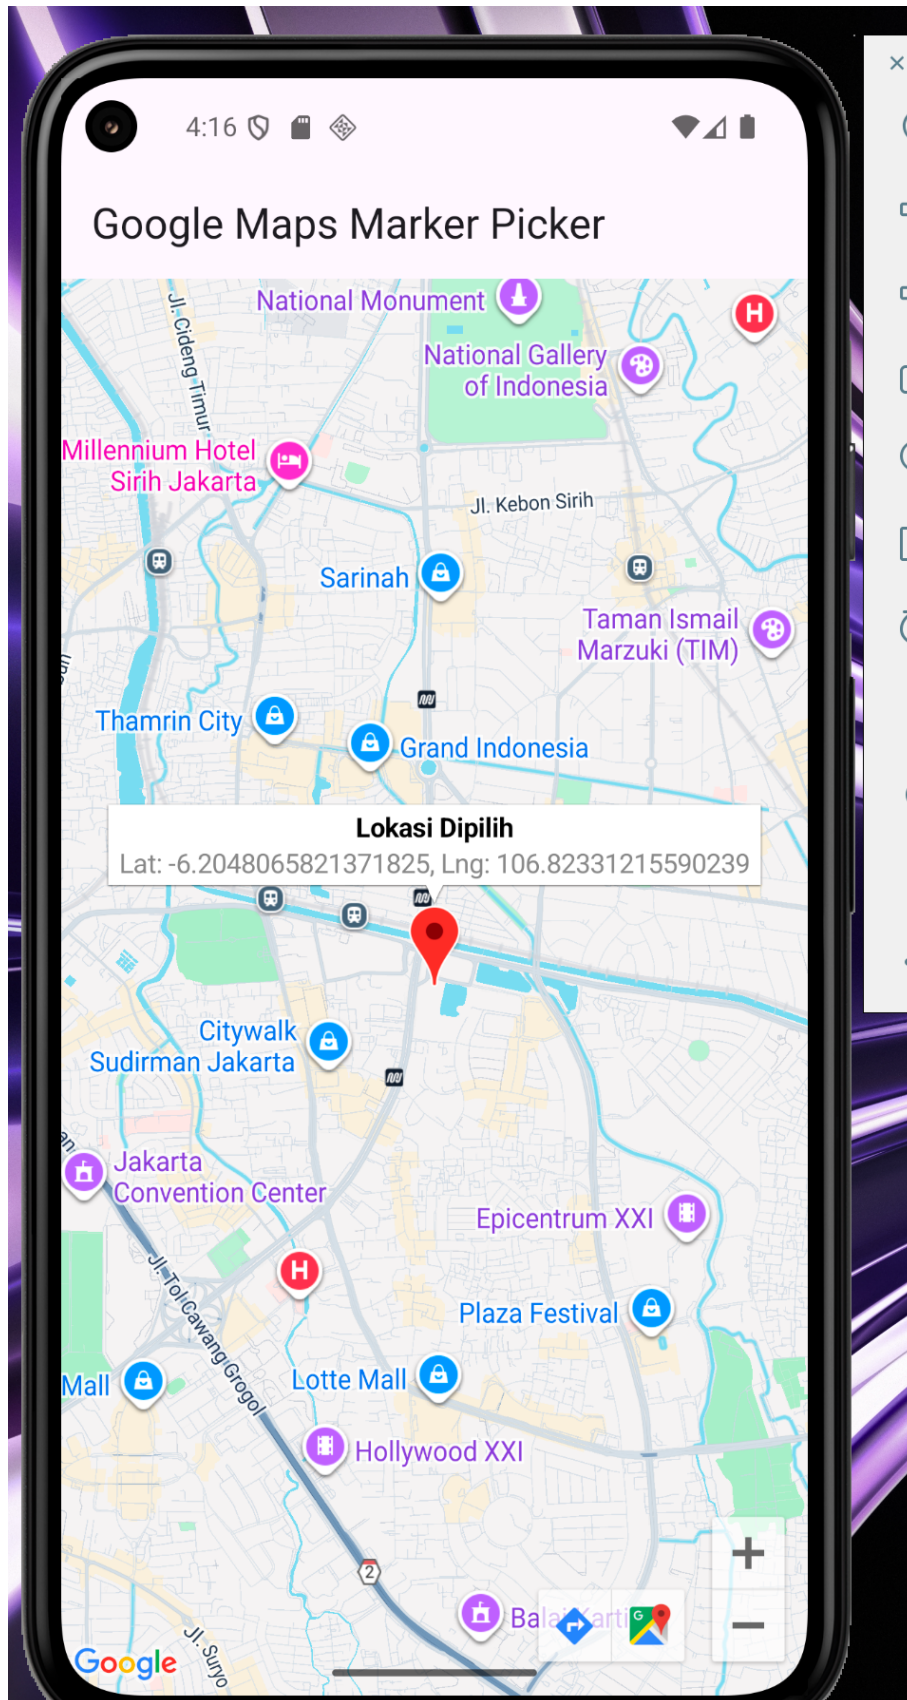 4:16
Google Maps Marker Picker
Jl. Cideng Timur
National Monument
H
National Gallery
of Indonesia
Millennium Hotel
Sirih Jakarta
Jl. Kebon Sirih
Sarinah
Taman Ismail
Marzuki (TIM)
Thamrin City
Grand Indonesia
Lokasi Dipilih
Lat: -6.2048065821371825, Lng: 106.82331215590239
Citywalk
Sudirman Jakarta
Jakarta
Convention Center
Epicentrum XXI
H
Jl. Tol Cawang Grogol
Plaza Festival
Mall
Lotte Mall
Hollywood XXI
2
Balai Karti
G
Jl. Suryo
Google